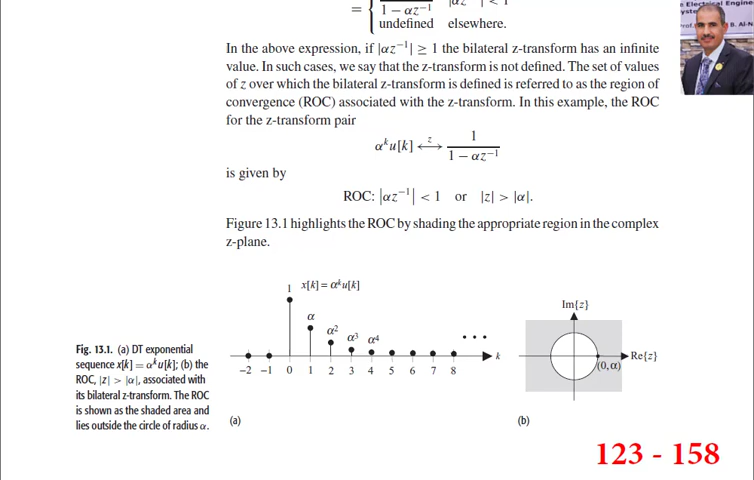 e Electrical Engine
Prof.
B. Al-N
= { 1 − αz⁻¹ |αz⁻¹| < 1
undefined elsewhere.
In the above expression, if |αz⁻¹| ≥ 1 the bilateral z-transform has an infinite
value. In such cases, we say that the z-transform is not defined. The set of values
of z over which the bilateral z-transform is defined is referred to as the region of
convergence (ROC) associated with the z-transform. In this example, the ROC
for the z-transform pair
αᵏu[k] ⟷ᶻ 1 / (1 − αz⁻¹)
is given by
ROC: |αz⁻¹| < 1 or |z| > |α|.
Figure 13.1 highlights the ROC by shading the appropriate region in the complex
z-plane.
1 x[k] = αᵏu[k]
α
α²
α³ α⁴
• • •
k
−2 −1 0 1 2 3 4 5 6 7 8
(a)
Im{z}
Re{z}
(0,α)
(b)
Fig. 13.1. (a) DT exponential
sequence x[k] = αᵏu[k]; (b) the
ROC, |z| > |α|, associated with
its bilateral z-transform. The ROC
is shown as the shaded area and
lies outside the circle of radius α.
123 - 158